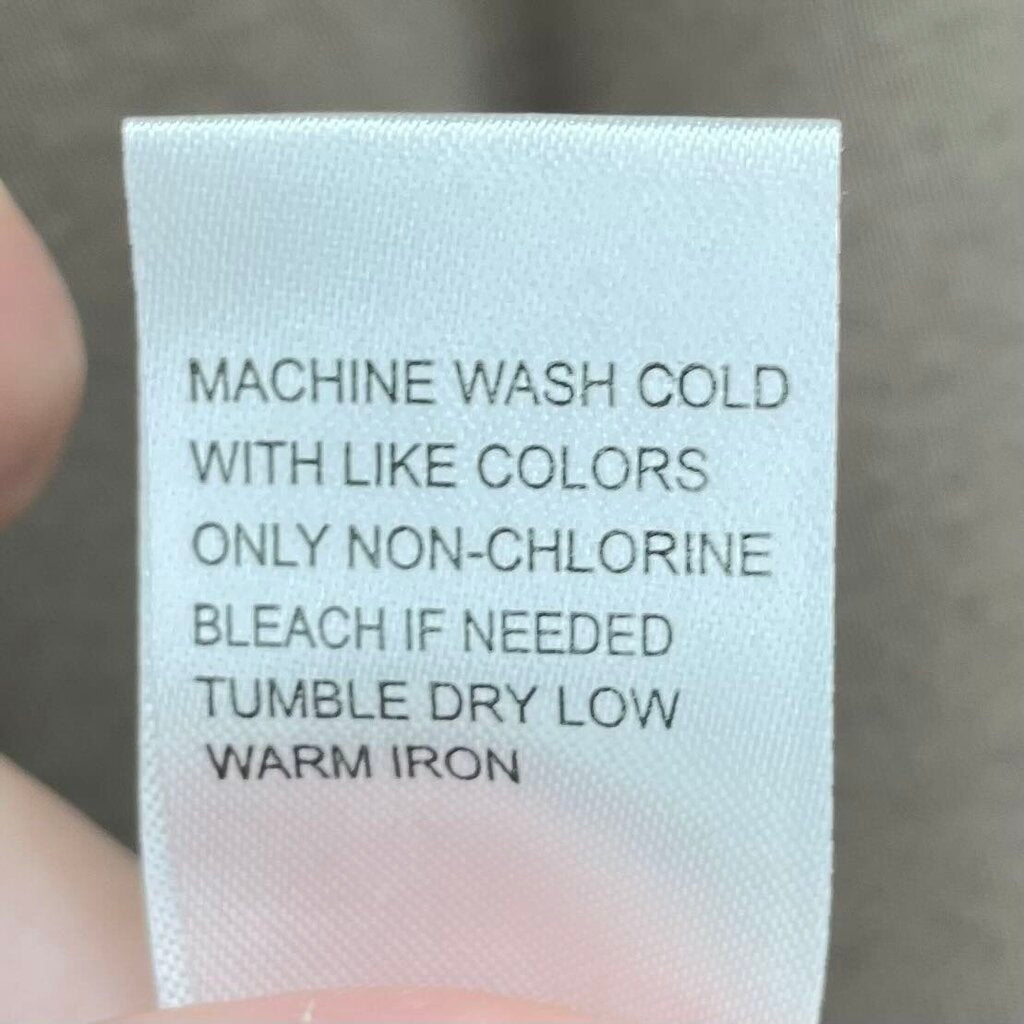 MACHINE WASH COLD
WITH LIKE COLORS
ONLY NON-CHLORINE
BLEACH IF NEEDED
TUMBLE DRY LOW
WARM IRON